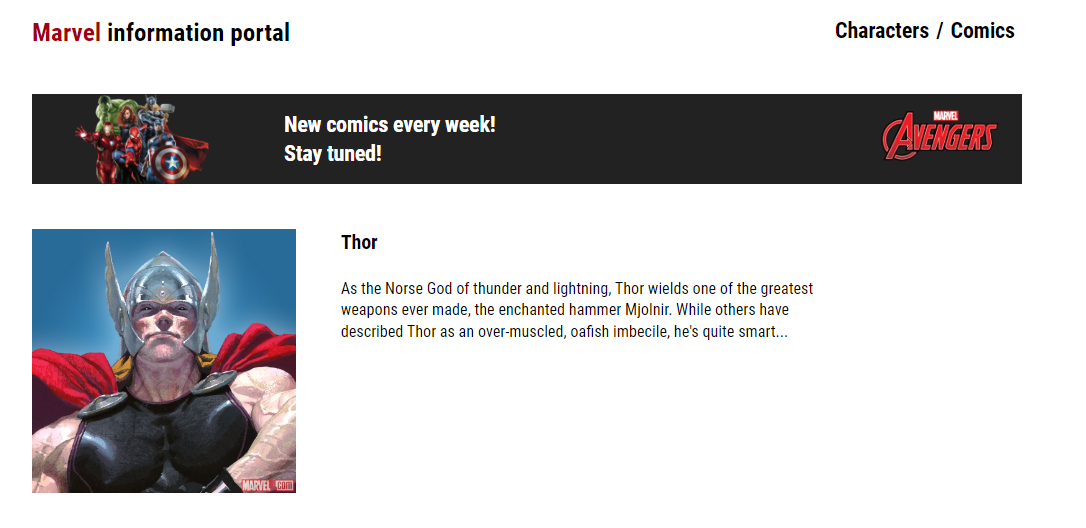 Marvel information portal
Characters / Comics
New comics every week!
Stay tuned!
MARVEL
AVENGERS
Thor
As the Norse God of thunder and lightning, Thor wields one of the greatest
weapons ever made, the enchanted hammer Mjolnir. While others have
described Thor as an over-muscled, oafish imbecile, he's quite smart...
MARVEL .COM